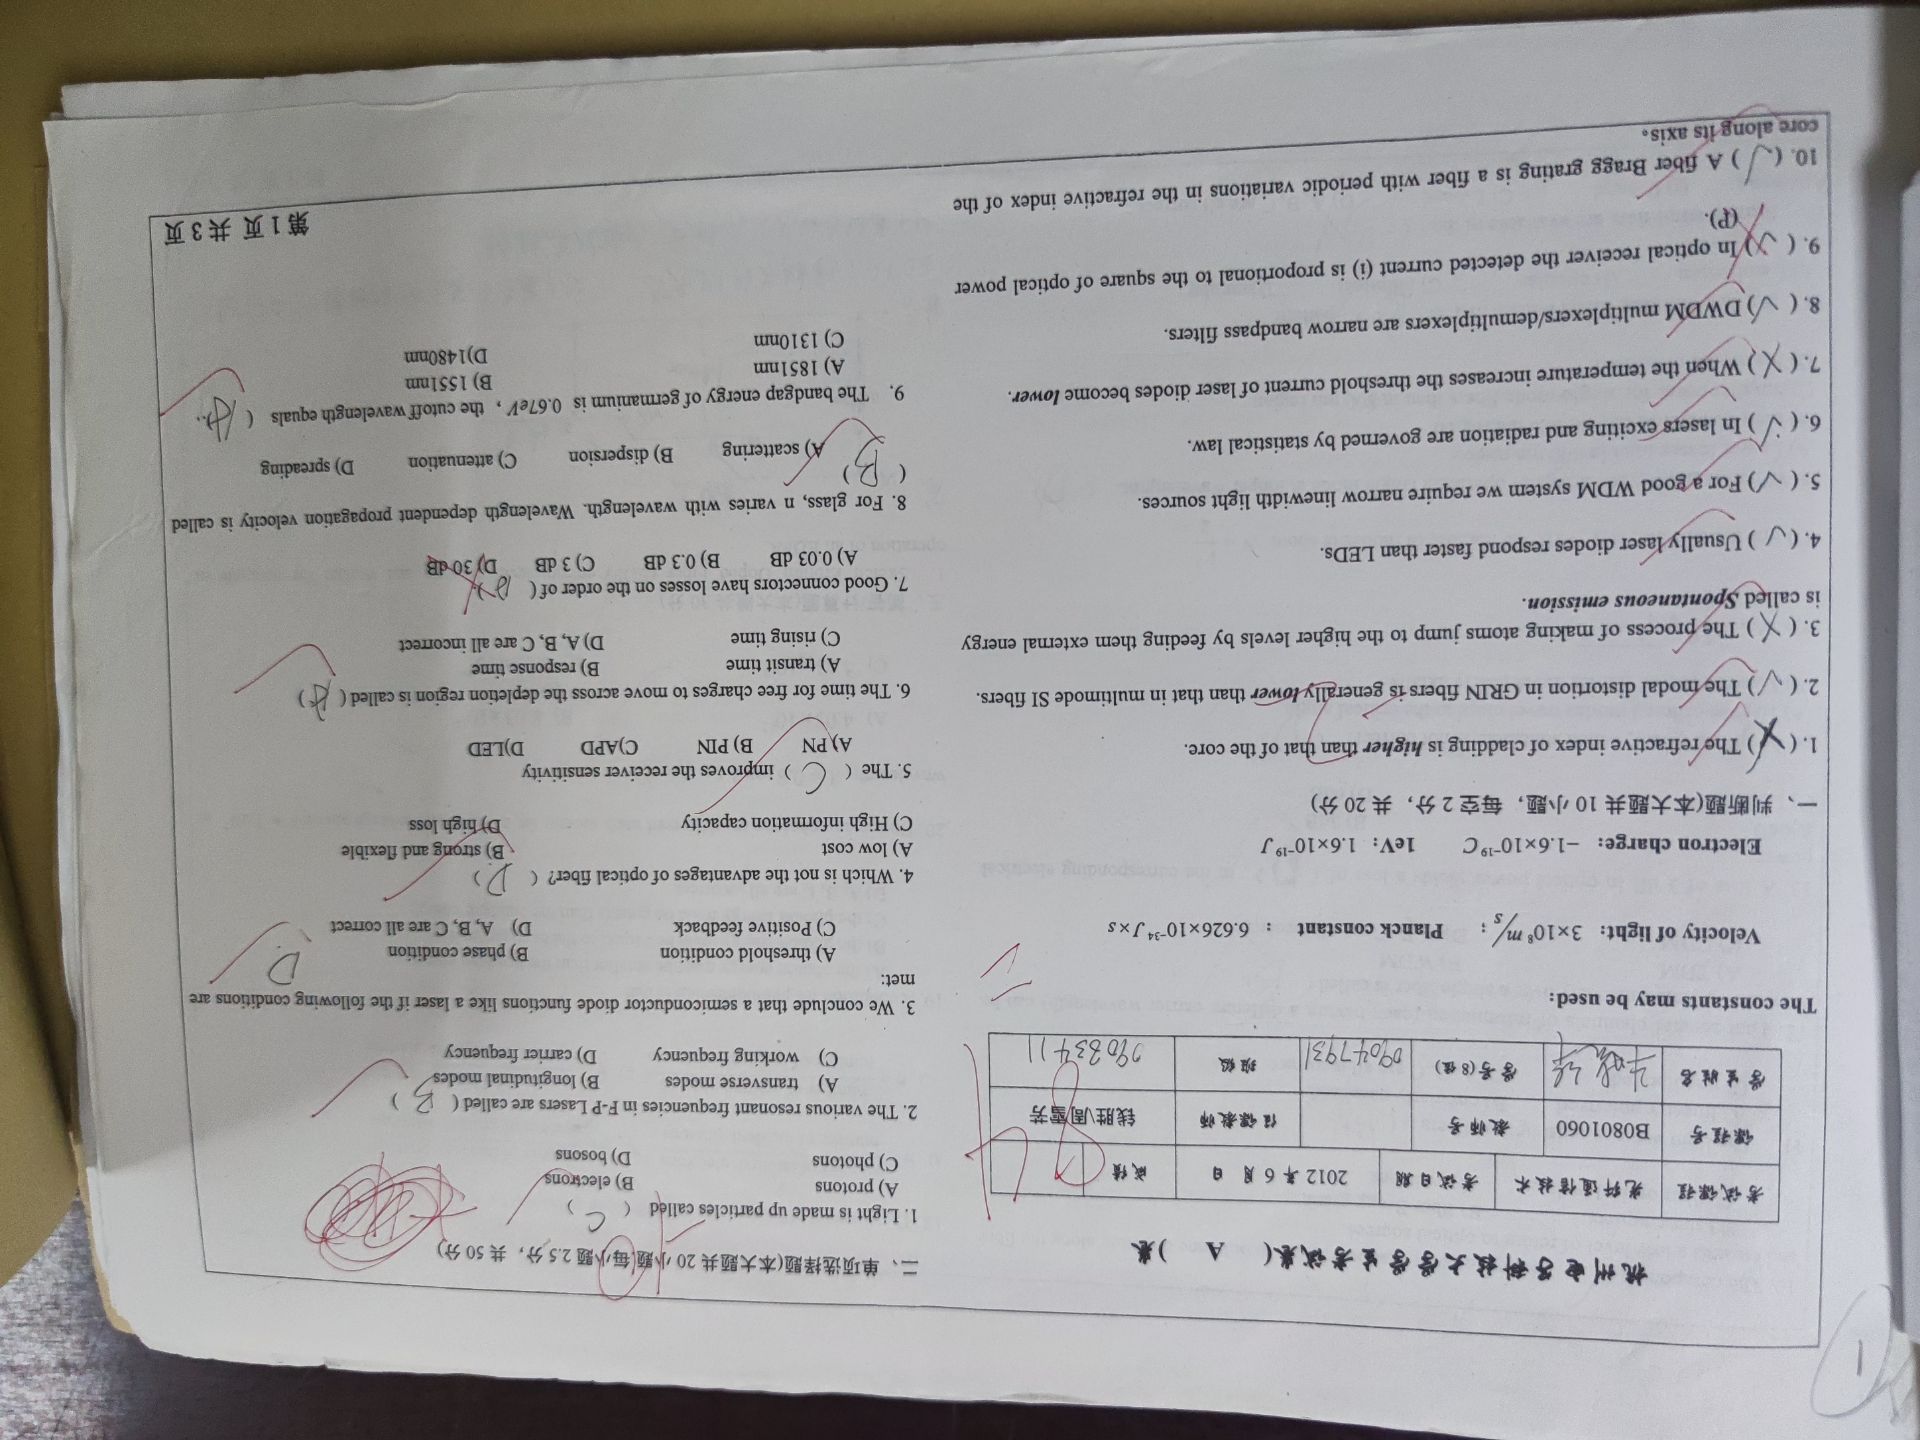 1
杭州电子科技大学学生考试卷( A )卷
考试课程 光纤通信技术 考试日期 2012 年 6 月 日 成绩 84
课程号 B0801060 教师号 任课教师 钱胜\周雪芳
学生姓名 学号(8位) 09047931 班级 09083411
The constants may be used:
Velocity of light: 3×10⁸ m/s ; Planck constant : 6.626×10⁻³⁴ J×s
Electron charge: −1.6×10⁻¹⁹ C 1eV: 1.6×10⁻¹⁹ J
一、判断题(本大题共 10 小题，每空 2 分，共 20 分)
1. (X) The refractive index of cladding is higher than that of the core.
2. (√) The modal distortion in GRIN fibers is generally lower than that in multimode SI fibers.
3. (X) The process of making atoms jump to the higher levels by feeding them external energy
is called Spontaneous emission.
4. (√) Usually laser diodes respond faster than LEDs.
5. (√) For a good WDM system we require narrow linewidth light sources.
6. (√) In lasers exciting and radiation are governed by statistical law.
7. (X) When the temperature increases the threshold current of laser diodes become lower.
8. (√) DWDM multiplexers/demultiplexers are narrow bandpass filters.
9. (√) In optical receiver the detected current (i) is proportional to the square of optical power
(P).
10. (√) A fiber Bragg grating is a fiber with periodic variations in the refractive index of the
core along its axis。
二、单项选择题(本大题共 20 小题,每小题 2.5 分，共 50 分)
1. Light is made up particles called ( C )
A) protons B) electrons
C) photons D) bosons
2. The various resonant frequencies in F-P Lasers are called ( B )
A) transverse modes B) longitudinal modes
C) working frequency D) carrier frequency
3. We conclude that a semiconductor diode functions like a laser if the following conditions are
met: D
A) threshold condition B) phase condition
C) Positive feedback D) A, B, C are all correct
4. Which is not the advantages of optical fiber? ( D )
A) low cost B) strong and flexible
C) High information capacity D) high loss
5. The ( C ) improves the receiver sensitivity
A) PN B) PIN C)APD D)LED
6. The time for free charges to move across the depletion region is called ( A )
A) transit time B) response time
C) rising time D) A, B, C are all incorrect
7. Good connectors have losses on the order of ( A ).
A) 0.03 dB B) 0.3 dB C) 3 dB D) 30 dB
8. For glass, n varies with wavelength. Wavelength dependent propagation velocity is called
( B ) A) scattering B) dispersion C) attenuation D) spreading
9. The bandgap energy of germanium is 0.67eV，the cutoff wavelength equals ( A ).
A) 1851nm B) 1551nm
C) 1310nm D)1480nm
第 1 页 共 3 页